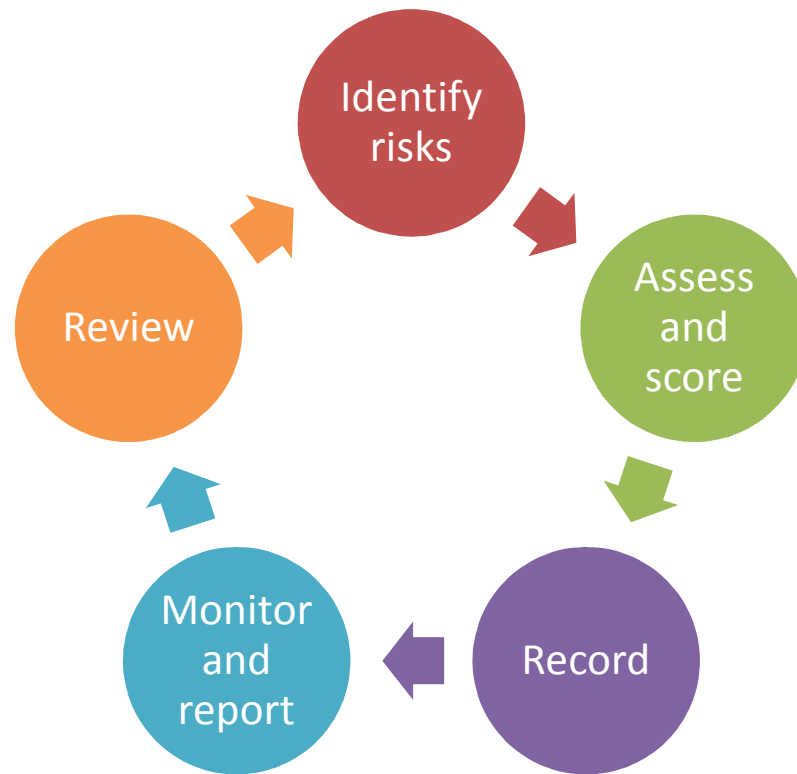 Identify
risks
Assess
and
score
Record
Monitor
and
report
Review